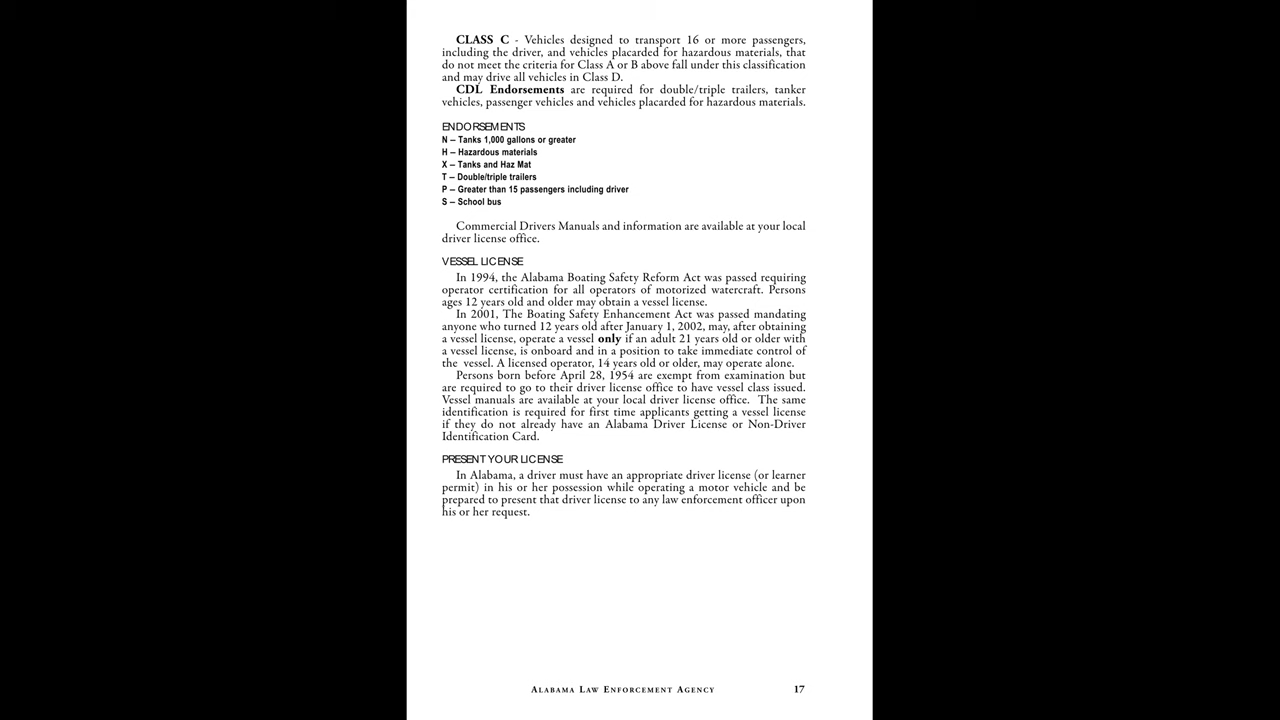 CLASS C - Vehicles designed to transport 16 or more passengers,
including the driver, and vehicles placarded for hazardous materials, that
do not meet the criteria for Class A or B above fall under this classification
and may drive all vehicles in Class D.
CDL Endorsements are required for double/triple trailers, tanker
vehicles, passenger vehicles and vehicles placarded for hazardous materials.
ENDORSEMENTS
N – Tanks 1,000 gallons or greater
H – Hazardous materials
X – Tanks and Haz Mat
T – Double/triple trailers
P – Greater than 15 passengers including driver
S – School bus
Commercial Drivers Manuals and information are available at your local
driver license office.
VESSEL LICENSE
In 1994, the Alabama Boating Safety Reform Act was passed requiring
operator certification for all operators of motorized watercraft. Persons
ages 12 years old and older may obtain a vessel license.
In 2001, The Boating Safety Enhancement Act was passed mandating
anyone who turned 12 years old after January 1, 2002, may, after obtaining
a vessel license, operate a vessel only if an adult 21 years old or older with
a vessel license, is onboard and in a position to take immediate control of
the vessel. A licensed operator, 14 years old or older, may operate alone.
Persons born before April 28, 1954 are exempt from examination but
are required to go to their driver license office to have vessel class issued.
Vessel manuals are available at your local driver license office. The same
identification is required for first time applicants getting a vessel license
if they do not already have an Alabama Driver License or Non-Driver
Identification Card.
PRESENT YOUR LICENSE
In Alabama, a driver must have an appropriate driver license (or learner
permit) in his or her possession while operating a motor vehicle and be
prepared to present that driver license to any law enforcement officer upon
his or her request.
Alabama Law Enforcement Agency 17